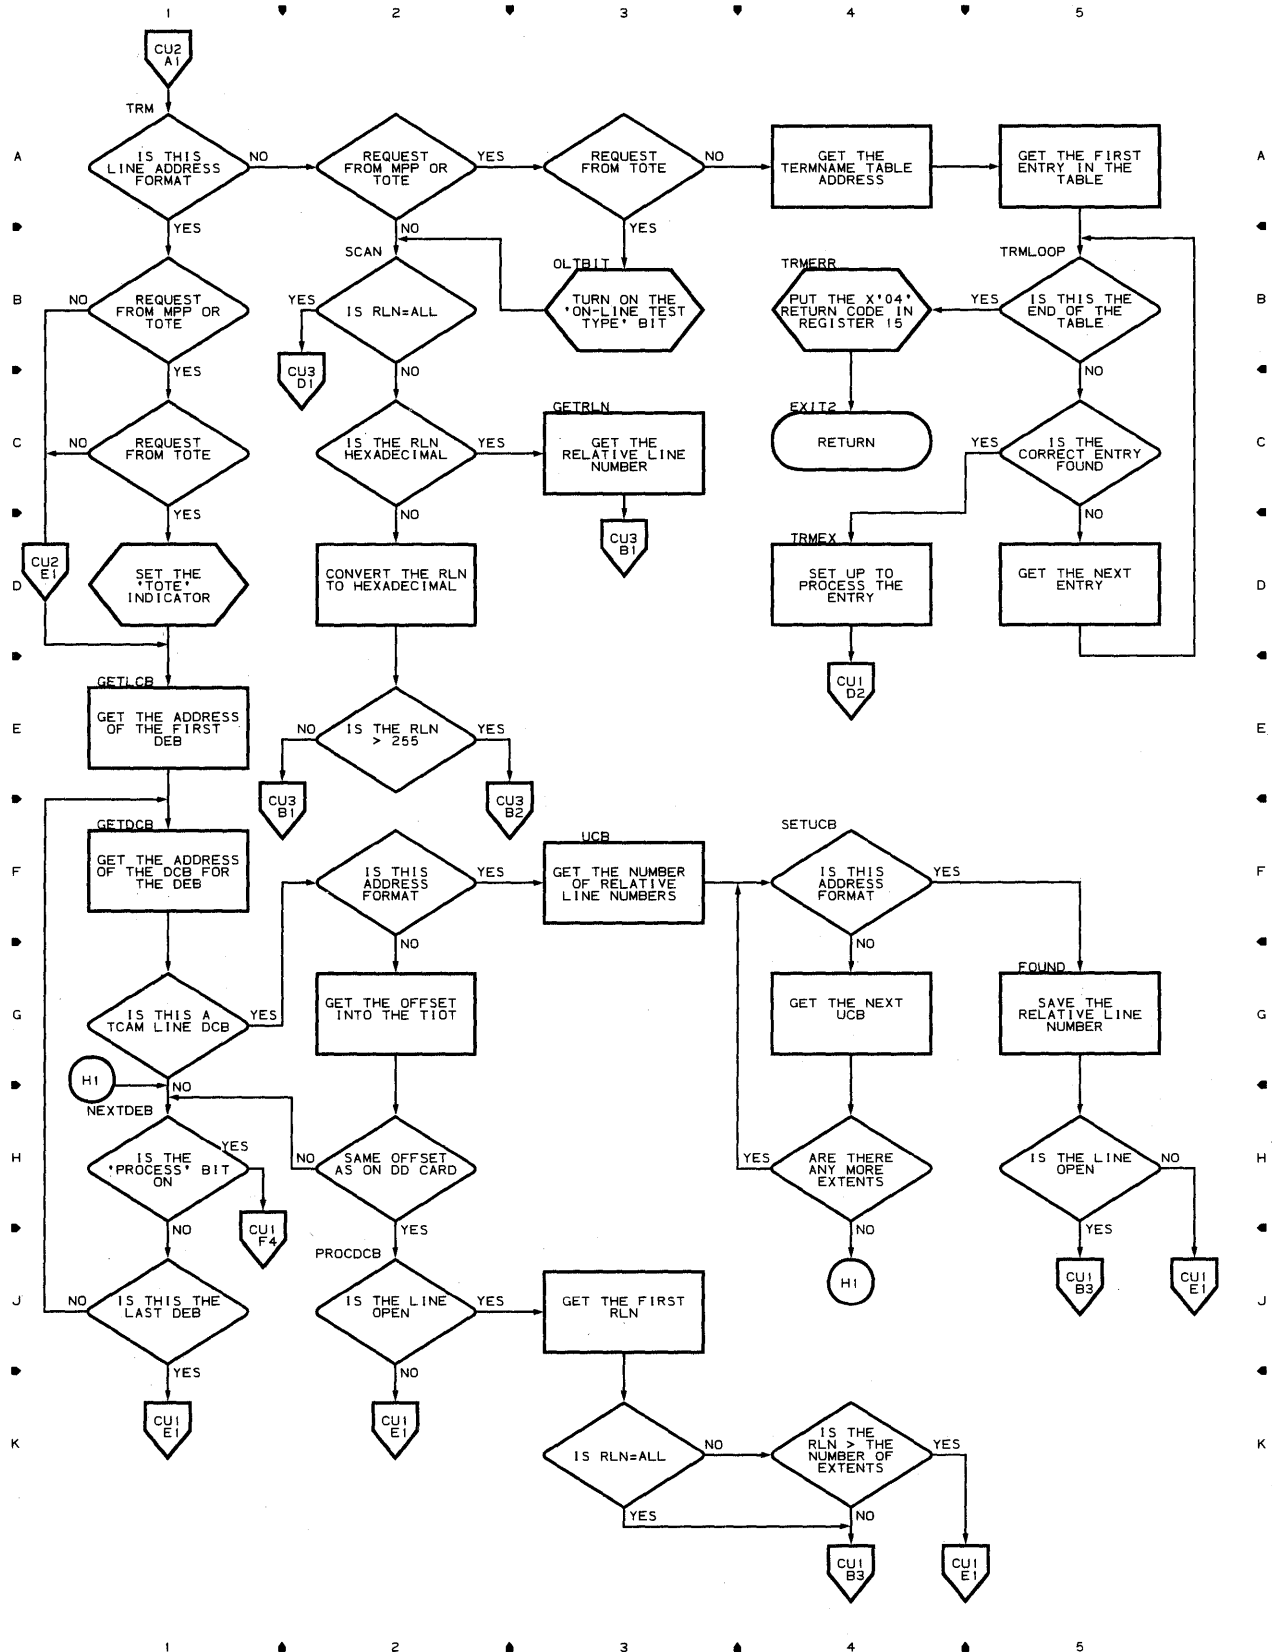 1 2 3 4 5
CU2
A1
TRM
A
IS THIS
LINE ADDRESS
FORMAT
NO
YES
REQUEST
FROM MPP OR
TOTE
YES
NO
REQUEST
FROM TOTE
NO
YES
GET THE
TERMNAME TABLE
ADDRESS
GET THE FIRST
ENTRY IN THE
TABLE
A
B
NO
REQUEST
FROM MPP OR
TOTE
YES
SCAN
YES
IS RLN=ALL
NO
CU3
D1
OLTBIT
TURN ON THE
'ON-LINE TEST
TYPE' BIT
TRMERR
PUT THE X'04'
RETURN CODE IN
REGISTER 15
TRMLOOP
YES
IS THIS THE
END OF THE
TABLE
NO
B
C
NO
REQUEST
FROM TOTE
YES
IS THE RLN
HEXADECIMAL
YES
NO
GETRLN
GET THE
RELATIVE LINE
NUMBER
CU3
B1
EXIT2
RETURN
YES
IS THE
CORRECT ENTRY
FOUND
NO
C
CU2
E1
D
SET THE
'TOTE'
INDICATOR
CONVERT THE RLN
TO HEXADECIMAL
TRMEX
SET UP TO
PROCESS THE
ENTRY
CU1
D2
GET THE NEXT
ENTRY
D
E
GETLCB
GET THE ADDRESS
OF THE FIRST
DEB
NO
IS THE RLN
> 255
YES
CU3
B1
CU3
B2
E
F
GETDCB
GET THE ADDRESS
OF THE DCB FOR
THE DEB
IS THIS
ADDRESS
FORMAT
YES
NO
UCB
GET THE NUMBER
OF RELATIVE
LINE NUMBERS
SETUCB
IS THIS
ADDRESS
FORMAT
YES
NO
F
G
IS THIS A
TCAM LINE DCB
YES
NO
GET THE OFFSET
INTO THE TIOT
GET THE NEXT
UCB
FOUND
SAVE THE
RELATIVE LINE
NUMBER
G
H1
NEXTDEB
H
IS THE
'PROCESS' BIT
ON
YES
NO
CU1
F4
NO
SAME OFFSET
AS ON DD CARD
YES
YES
ARE THERE
ANY MORE
EXTENTS
NO
H1
IS THE LINE
OPEN
NO
YES
CU1
B3
CU1
E1
H
J
NO
IS THIS THE
LAST DEB
YES
CU1
E1
PROCDCB
IS THE LINE
OPEN
YES
NO
CU1
E1
GET THE FIRST
RLN
J
K
IS RLN=ALL
NO
YES
IS THE
RLN > THE
NUMBER OF
EXTENTS
YES
NO
CU1
B3
CU1
E1
K
1 2 3 4 5